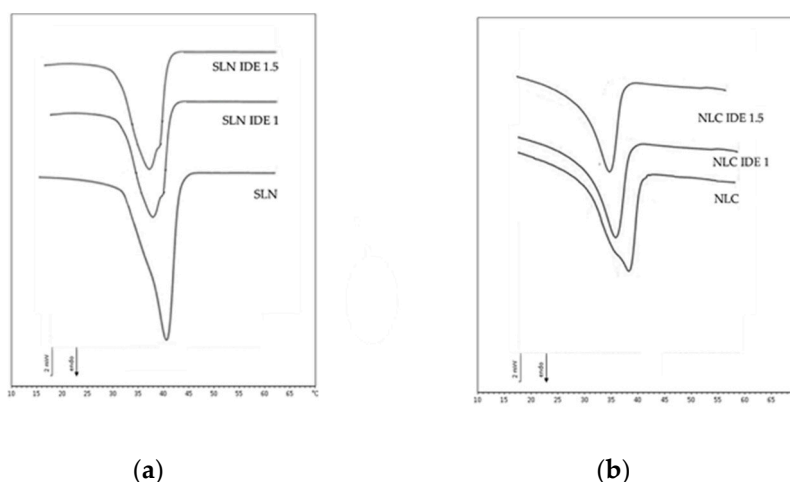 SLN IDE 1.5
SLN IDE 1
SLN
2 mW
endo
10 15 20 25 30 35 40 45 50 55 60 65 °C
(a)
NLC IDE 1.5
NLC IDE 1
NLC
2 mW
endo
10 15 20 25 30 35 40 45 50 55 60 65
(b)